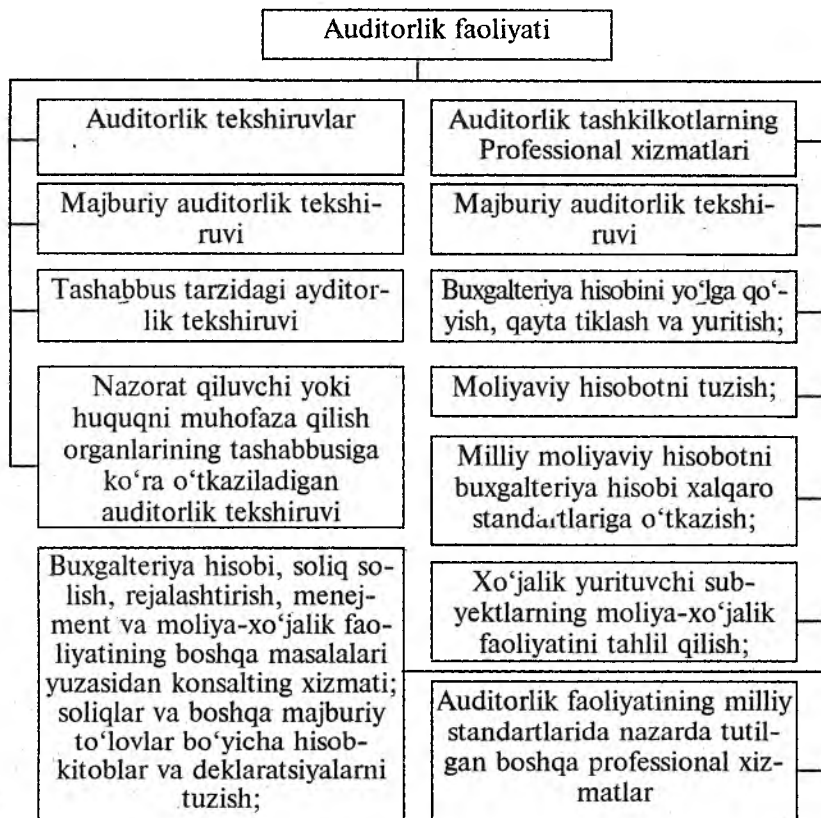 Auditorlik faoliyati
Auditorlik tekshiruvlar
Majburiy auditorlik tekshi-
ruvi
Tashabbus tarzidagi ayditor-
lik tekshiruvi
Nazorat qiluvchi yoki
huquqni muhofaza qilish
organlarining tashabbusiga
ko‘ra o‘tkaziladigan
auditorlik tekshiruvi
Buxgalteriya hisobi, soliq so-
lish, rejalashtirish, menej-
ment va moliya-xo‘jalik fao-
liyatining boshqa masalalari
yuzasidan konsalting xizmati;
soliqlar va boshqa majburiy
to‘lovlar bo‘yicha hisob-
kitoblar va deklaratsiyalarni
tuzish;
Auditorlik tashkilkotlarning
Professional xizmatlari
Majburiy auditorlik tekshi-
ruvi
Buxgalteriya hisobini yo‘lga qo‘-
yish, qayta tiklash va yuritish;
Moliyaviy hisobotni tuzish;
Milliy moliyaviy hisobotni
buxgalteriya hisobi xalqaro
standartlariga o‘tkazish;
Xo‘jalik yurituvchi sub-
yektlarning moliya-xo‘jalik
faoliyatini tahlil qilish;
Auditorlik faoliyatining milliy
standartlarida nazarda tutil-
gan boshqa professional xiz-
matlar